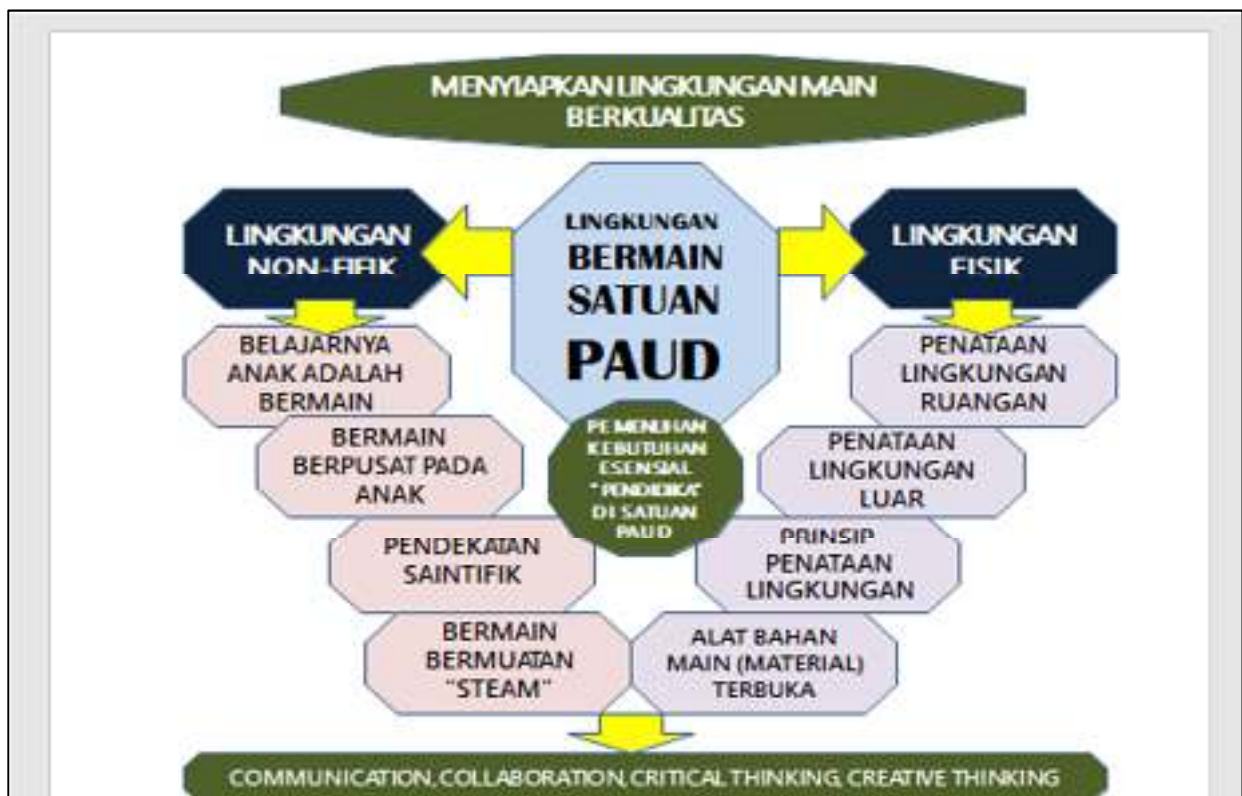 MENYIAPKAN LINGKUNGAN MAIN
BERKUALITAS
LINGKUNGAN
NON-FIFIK
LINGKUNGAN
BERMAIN
SATUAN
PAUD
LINGKUNGAN
FISIK
BELAJARNYA
ANAK ADALAH
BERMAIN
BERMAIN
BERPUSAT PADA
ANAK
PENDEKATAN
SAINTIFIK
BERMAIN
BERMUATAN
"STEAM"
PEMENUHAN
KEBUTUHAN
ESENSIAL
"PENDIDIKA"
DI SATUAN
PAUD
PENATAAN
LINGKUNGAN
RUANGAN
PENATAAN
LINGKUNGAN
LUAR
PRINSIP
PENATAAN
LINGKUNGAN
ALAT BAHAN
MAIN (MATERIAL)
TERBUKA
COMMUNICATION, COLLABORATION, CRITICAL THINKING, CREATIVE THINKING